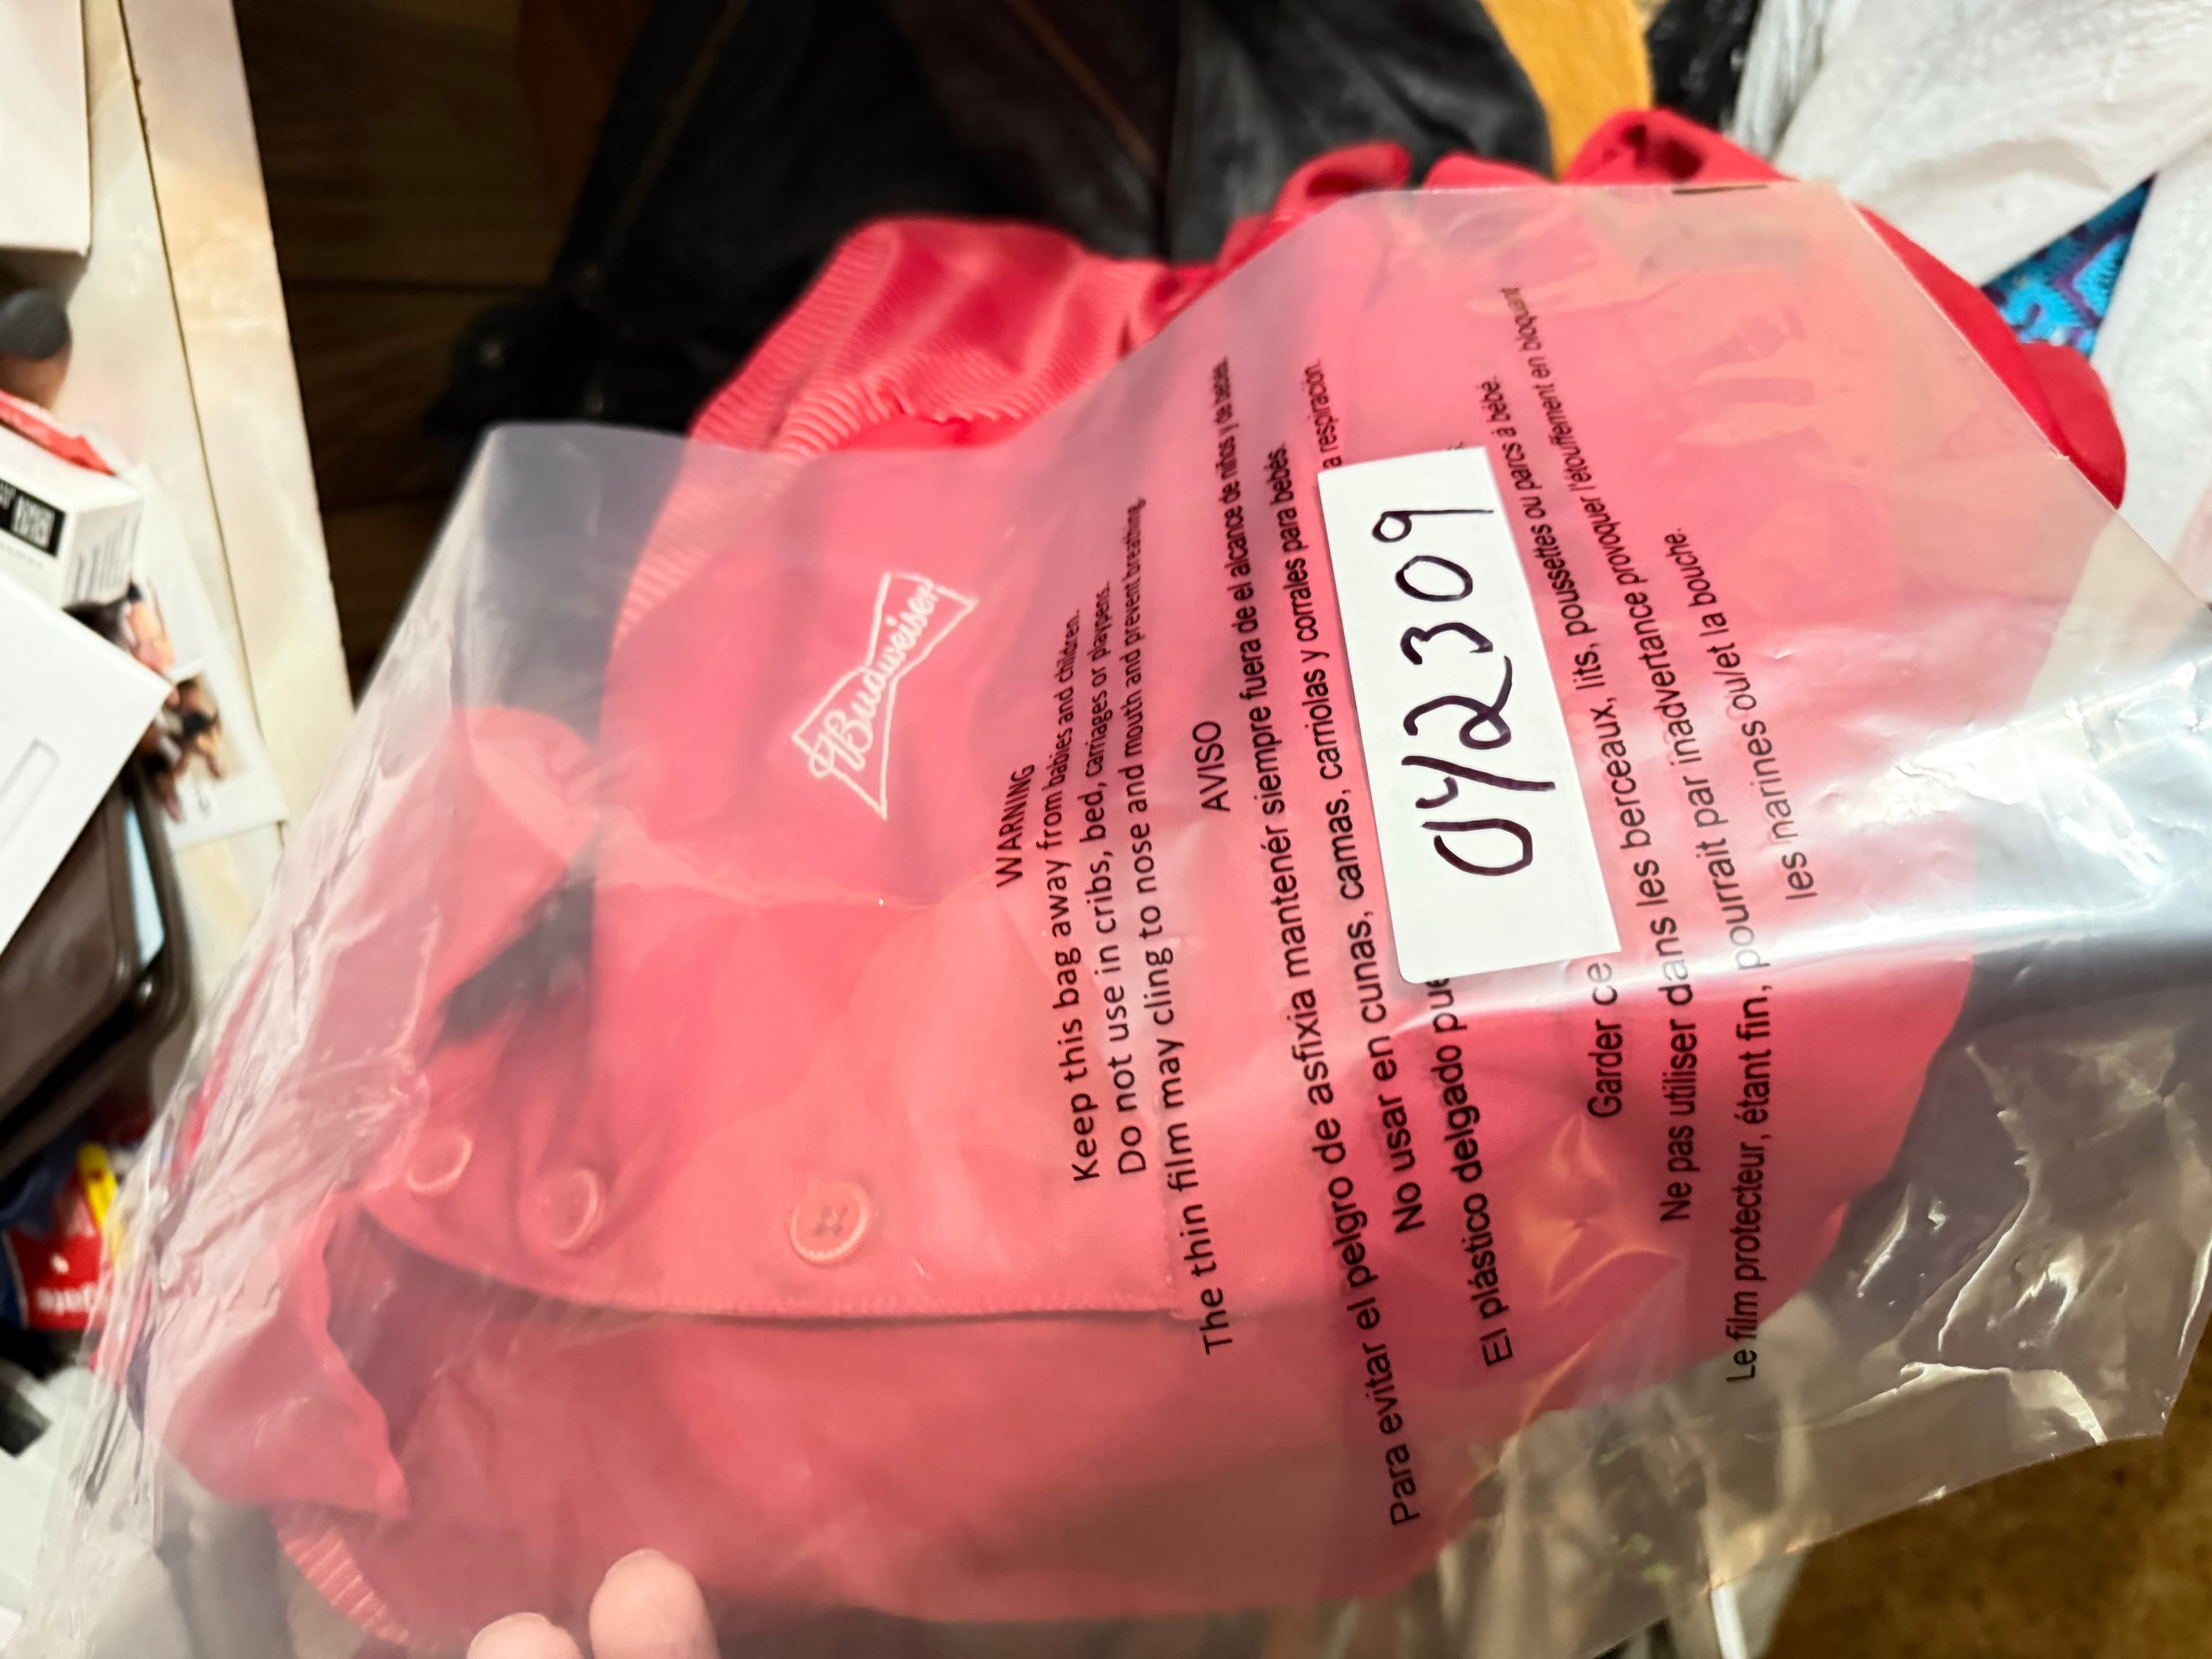 Budweiser
WARNING
Keep this bag away from babies and children.
Do not use in cribs, bed, carriages or playpens.
The thin film may cling to nose and mouth and prevent breathing.
AVISO
Para evitar el pelgro de asfixia mantenér siempre fuera de el alcance de niños y de bebés.
No usar en cunas, camas, carriolas y corrales para bebés.
El plástico delgado pue a respiración.
042309
Garder ce
Ne pas utiliser dans les berceaux, lits, poussettes ou parcs à bébé.
Le film protecteur, étant fin, pourrait par inadvertance provoquer l'étouffement en bloquant
les narines ou/et la bouche.